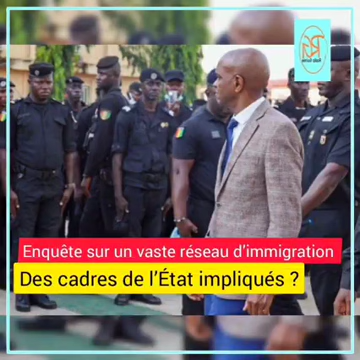 Enquête sur un vaste réseau d'immigration
Des cadres de l'État impliqués ?